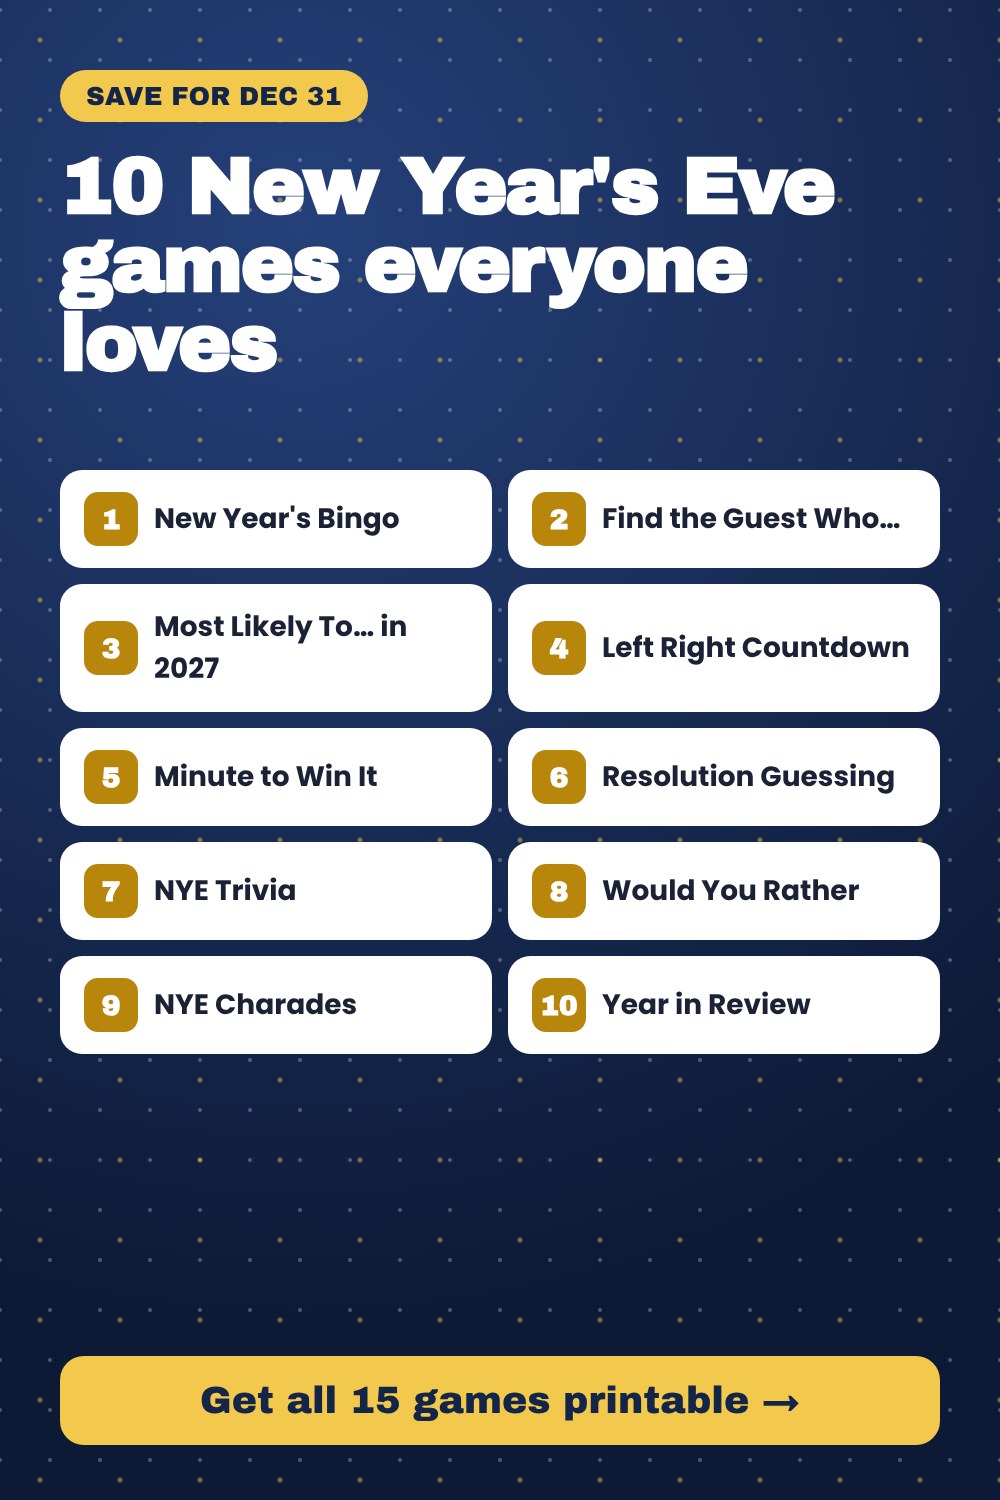 SAVE FOR DEC 31
10 New Year's Eve
games everyone
loves
1 New Year's Bingo
2 Find the Guest Who...
3 Most Likely To... in
2027
4 Left Right Countdown
5 Minute to Win It
6 Resolution Guessing
7 NYE Trivia
8 Would You Rather
9 NYE Charades
10 Year in Review
Get all 15 games printable →